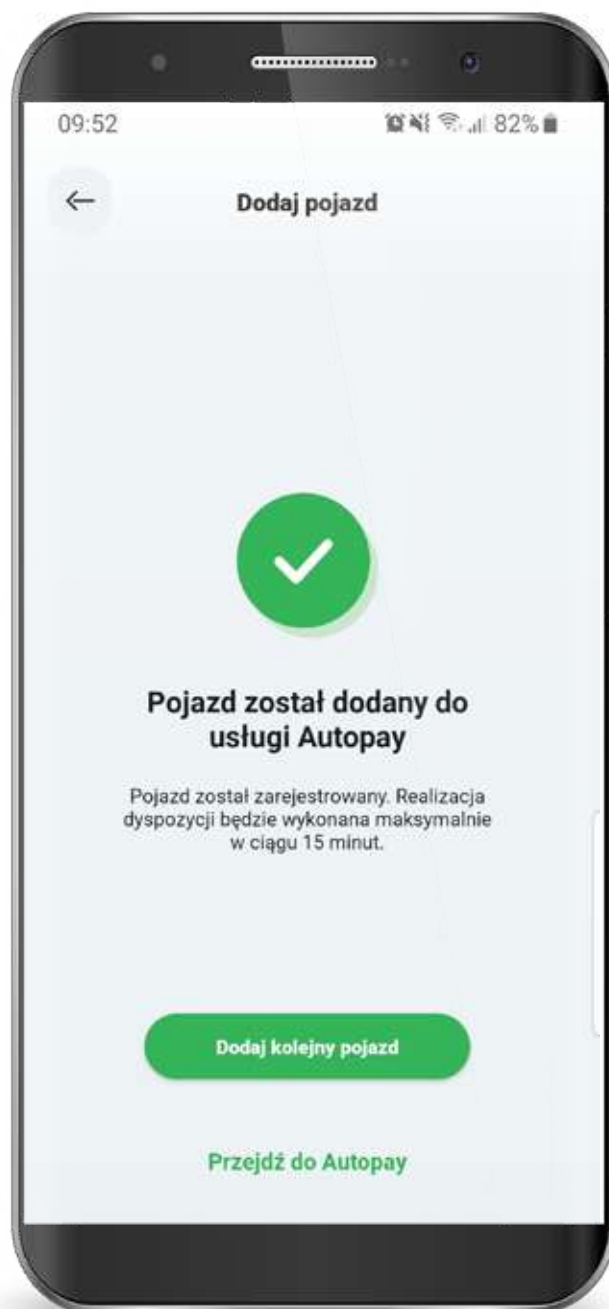 09:52
82%
Dodaj pojazd
Pojazd został dodany do
usługi Autopay
Pojazd został zarejestrowany. Realizacja
dyspozycji będzie wykonana maksymalnie
w ciągu 15 minut.
Dodaj kolejny pojazd
Przejdź do Autopay